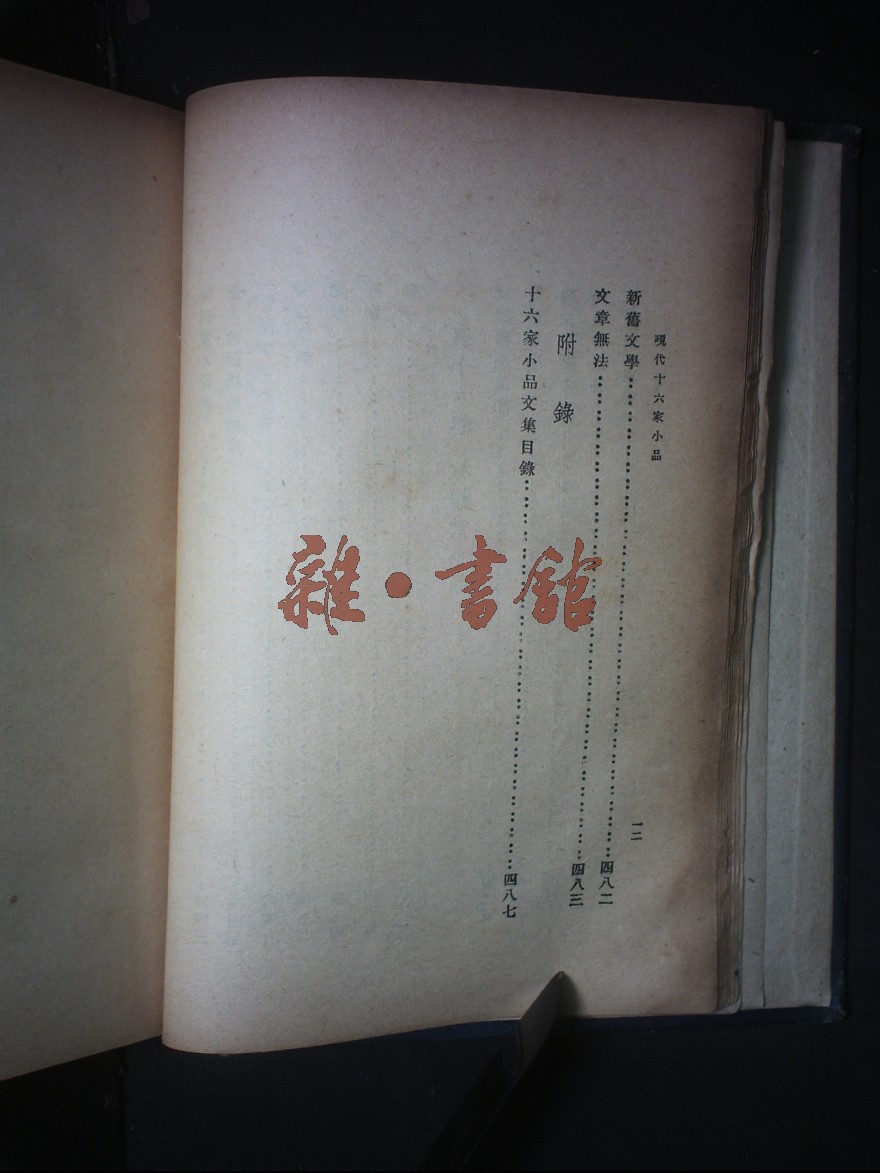 現代十六家小品
一二
新舊文學⋯⋯⋯⋯⋯⋯⋯⋯⋯⋯⋯⋯四八二
文章無法⋯⋯⋯⋯⋯⋯⋯⋯⋯⋯⋯⋯四八三
附錄
十六家小品文集目錄⋯⋯⋯⋯⋯⋯⋯⋯⋯⋯四八七
雜·書館